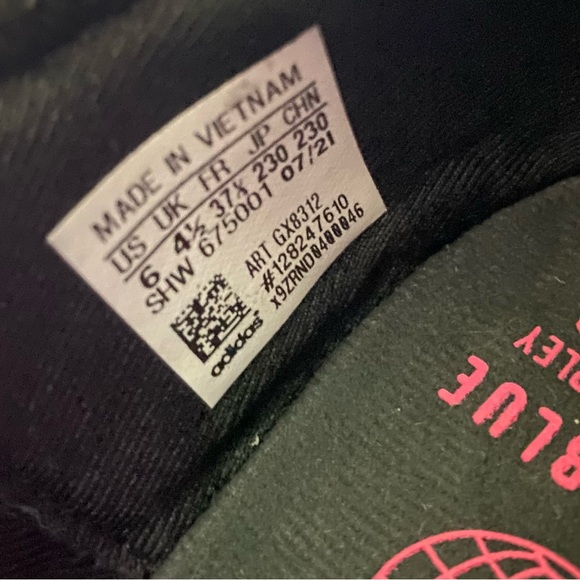 MADE IN VIETNAM
US UK FR JP CHN
6 4½ 37⅓ 230 230
SHW 675001 07/21
ART GX8312
#128247610
X9ZRND0400046
adidas
BLUE